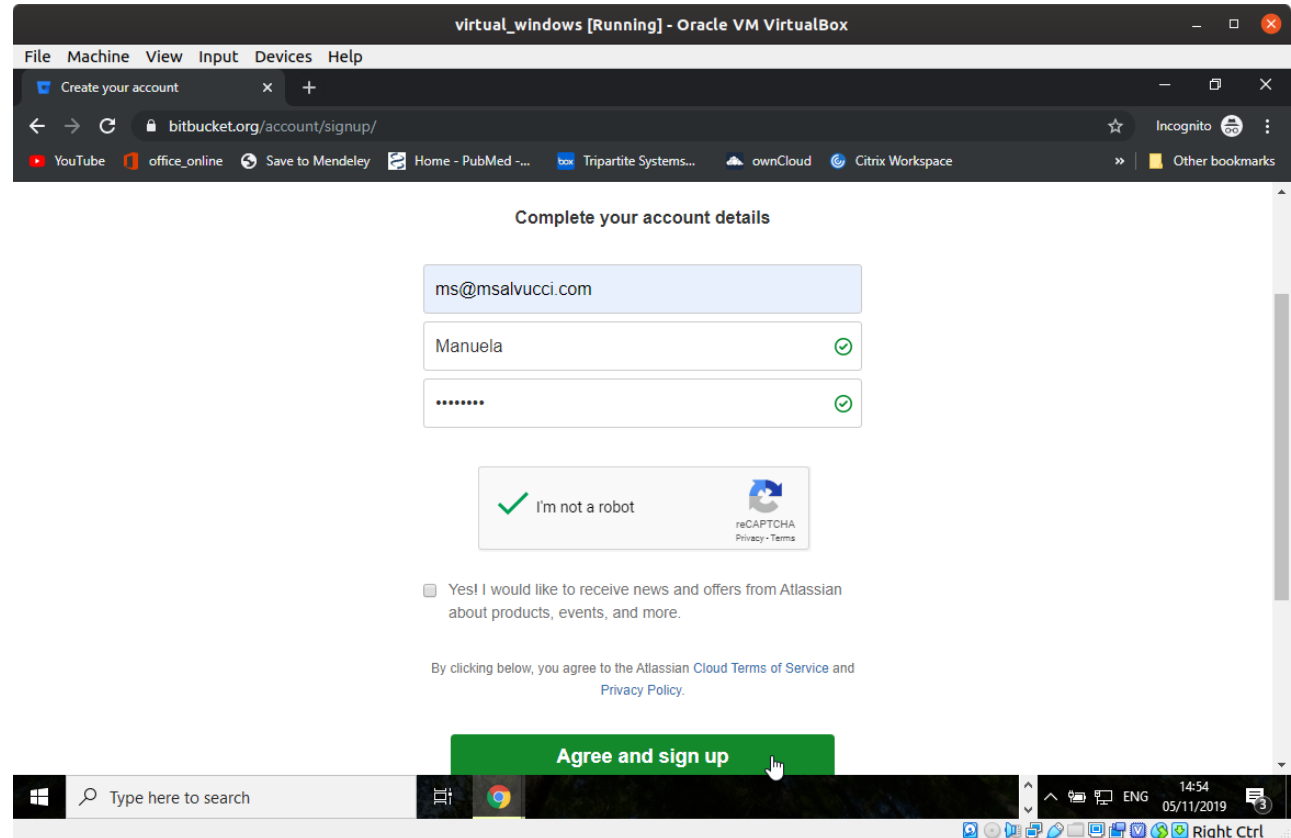 virtual_windows [Running] - Oracle VM VirtualBox
File Machine View Input Devices Help
Create your account
bitbucket.org/account/signup/
Incognito
YouTube office_online Save to Mendeley Home - PubMed -... box Tripartite Systems... ownCloud Citrix Workspace » Other bookmarks
Complete your account details
ms@msalvucci.com
Manuela
••••••••
I'm not a robot
reCAPTCHA
Privacy - Terms
Yes! I would like to receive news and offers from Atlassian
about products, events, and more.
By clicking below, you agree to the Atlassian Cloud Terms of Service and
Privacy Policy.
Agree and sign up
Type here to search
ENG
14:54
05/11/2019
3
Right Ctrl